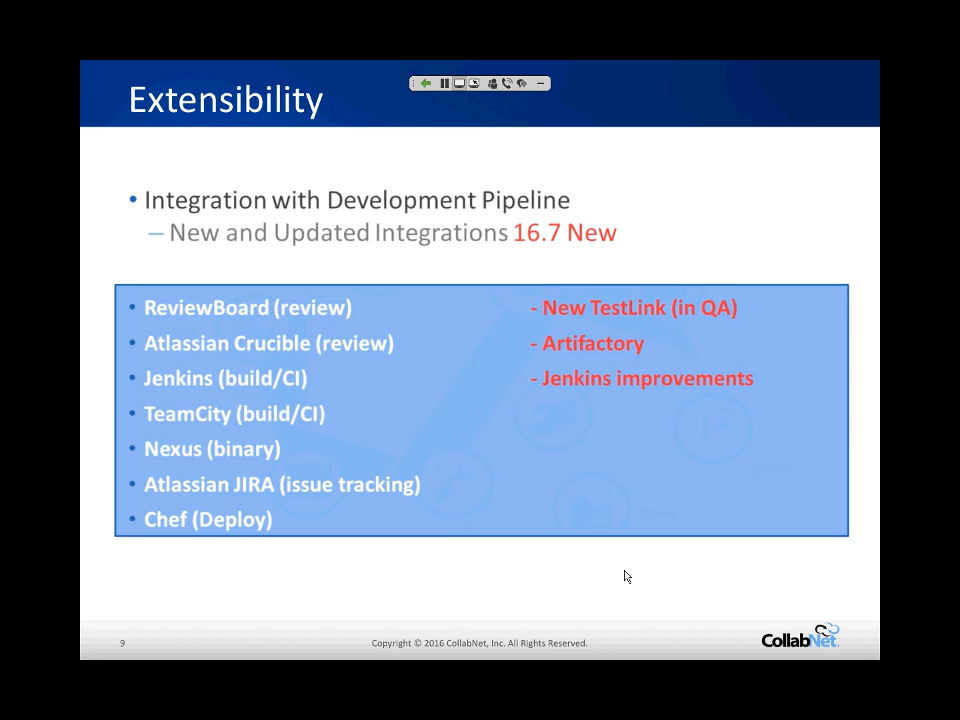 Extensibility
• Integration with Development Pipeline
– New and Updated Integrations 16.7 New
• ReviewBoard (review)
• Atlassian Crucible (review)
• Jenkins (build/CI)
• TeamCity (build/CI)
• Nexus (binary)
• Atlassian JIRA (issue tracking)
• Chef (Deploy)
- New TestLink (in QA)
- Artifactory
- Jenkins improvements
9
Copyright © 2016 CollabNet, Inc. All Rights Reserved.
CollabNet